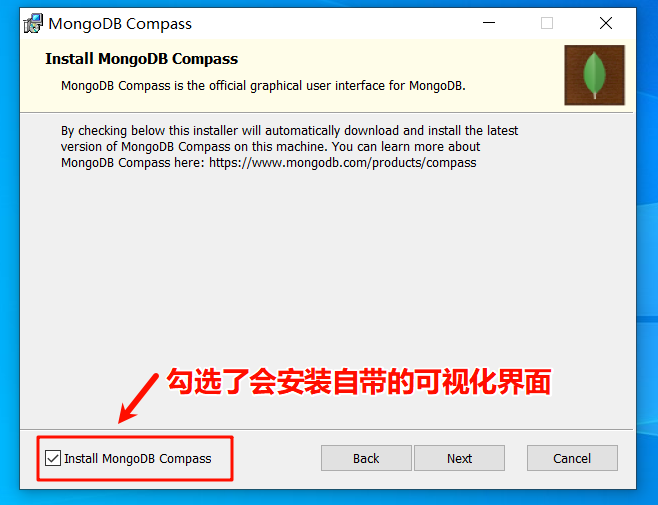 MongoDB Compass
Install MongoDB Compass
MongoDB Compass is the official graphical user interface for MongoDB.
By checking below this installer will automatically download and install the latest
version of MongoDB Compass on this machine. You can learn more about
MongoDB Compass here: https://www.mongodb.com/products/compass
勾选了会安装自带的可视化界面
Install MongoDB Compass
Back
Next
Cancel